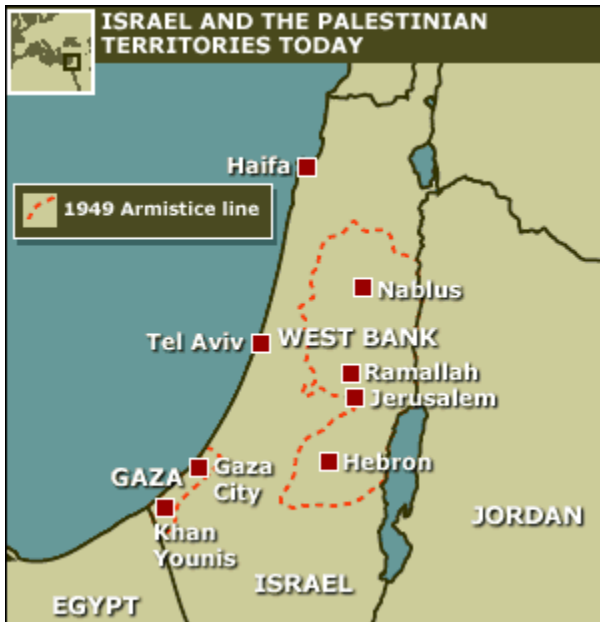 ISRAEL AND THE PALESTINIAN
TERRITORIES TODAY
Haifa
1949 Armistice line
Nablus
Tel Aviv
WEST BANK
Ramallah
Jerusalem
Hebron
GAZA
Gaza
City
Khan
Younis
JORDAN
ISRAEL
EGYPT